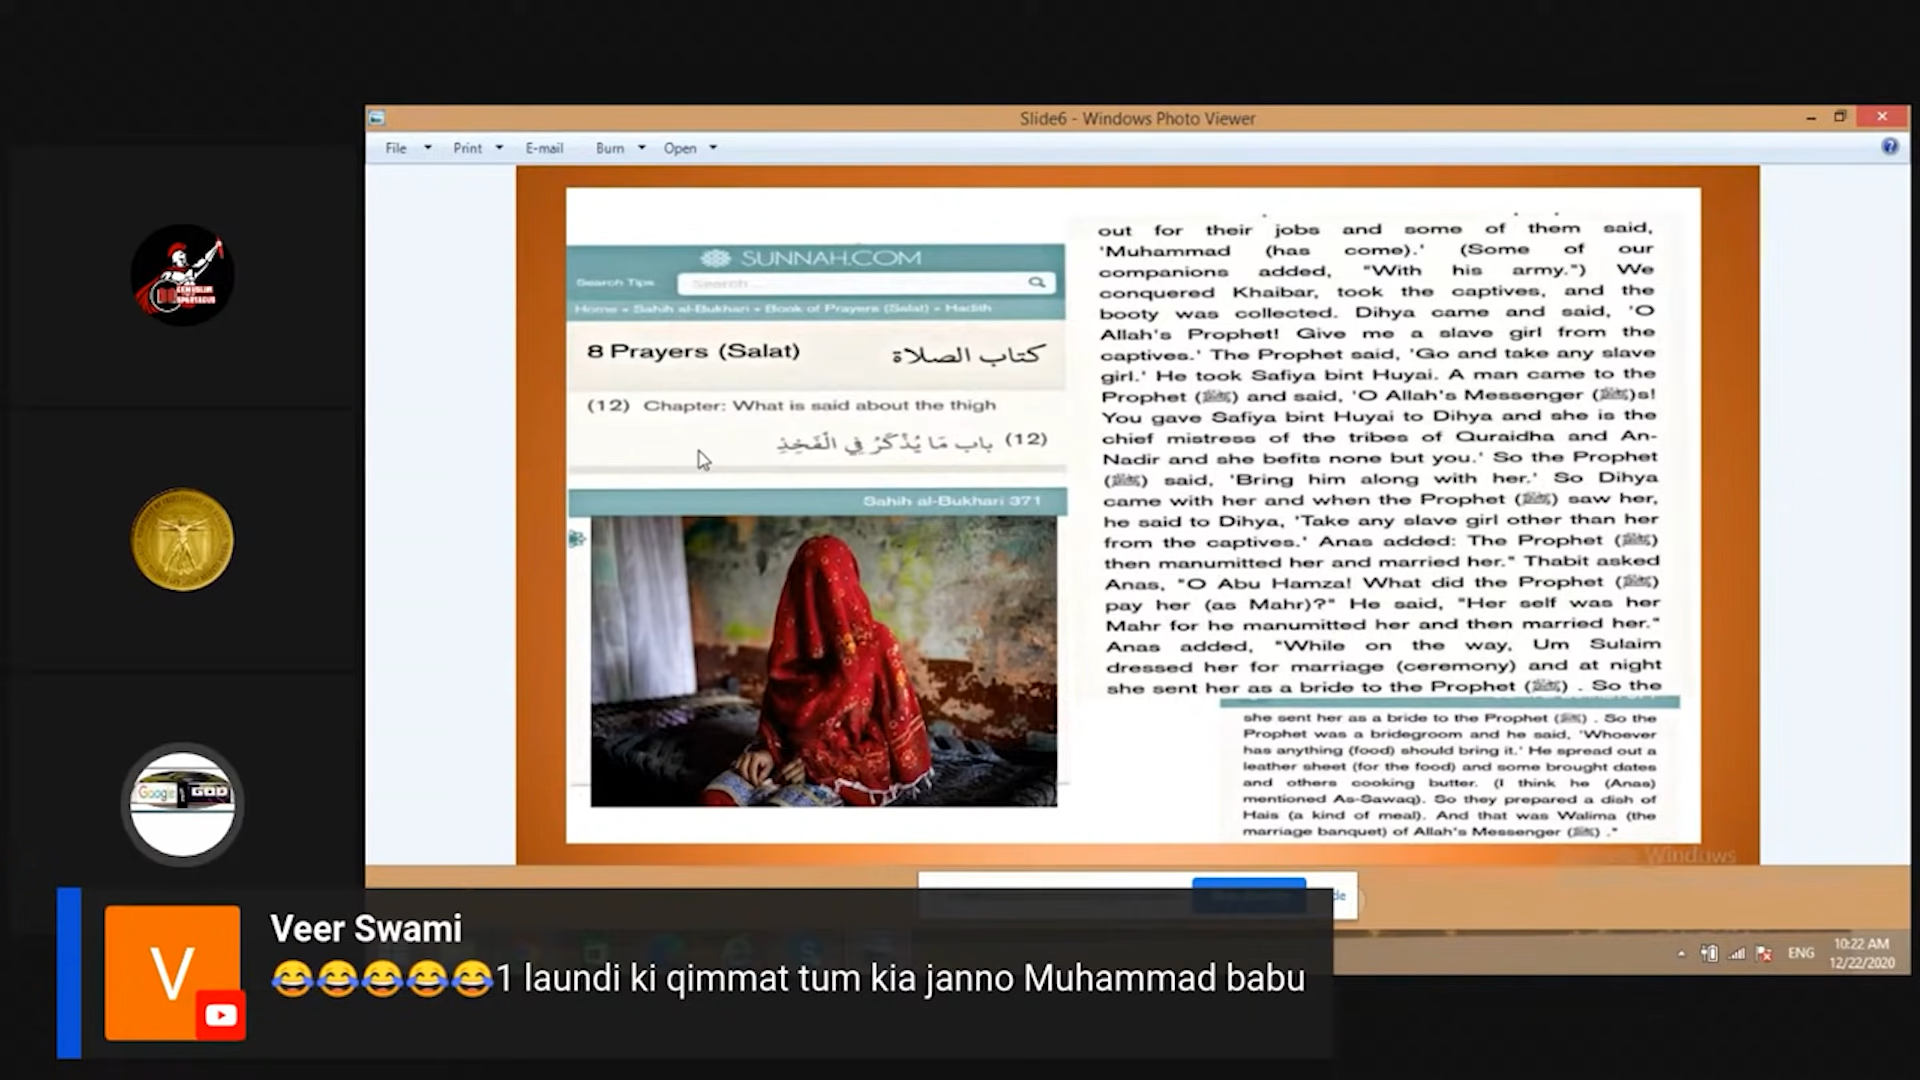 Slide6 - Windows Photo Viewer
File
Print
E-mail
Burn
Open
SUNNAH.COM
Search Tips
Search
Home » Sahih al-Bukhari » Book of Prayers (Salat) » Hadith
8 Prayers (Salat)
كتاب الصلاة
(12) Chapter: What is said about the thigh
(12) باب مَا يُذْكَرُ فِي الْفَخِذِ
Sahih al-Bukhari 371
out for their jobs and some of them said,
'Muhammad (has come).' (Some of our
companions added, "With his army.") We
conquered Khaibar, took the captives, and the
booty was collected. Dihya came and said, 'O
Allah's Prophet! Give me a slave girl from the
captives.' The Prophet said, 'Go and take any slave
girl.' He took Safiya bint Huyai. A man came to the
Prophet (ﷺ) and said, 'O Allah's Messenger (ﷺ)s!
You gave Safiya bint Huyai to Dihya and she is the
chief mistress of the tribes of Quraidha and An-
Nadir and she befits none but you.' So the Prophet
(ﷺ) said, 'Bring him along with her.' So Dihya
came with her and when the Prophet (ﷺ) saw her,
he said to Dihya, 'Take any slave girl other than her
from the captives.' Anas added: The Prophet (ﷺ)
then manumitted her and married her." Thabit asked
Anas, "O Abu Hamza! What did the Prophet (ﷺ)
pay her (as Mahr)?" He said, "Her self was her
Mahr for he manumitted her and then married her."
Anas added, "While on the way, Um Sulaim
dressed her for marriage (ceremony) and at night
she sent her as a bride to the Prophet (ﷺ) . So the
she sent her as a bride to the Prophet (ﷺ) . So the
Prophet was a bridegroom and he said, 'Whoever
has anything (food) should bring it.' He spread out a
leather sheet (for the food) and some brought dates
and others cooking butter. (I think he (Anas)
mentioned As-Sawaq). So they prepared a dish of
Hais (a kind of meal). And that was Walima (the
marriage banquet) of Allah's Messenger (ﷺ) ."
Windows
EXMUSLIM
SPARTACUS
Google
GOD
V
Veer Swami
😂😂😂😂😂1 laundi ki qimmat tum kia janno Muhammad babu
ENG
10:22 AM
12/22/2020